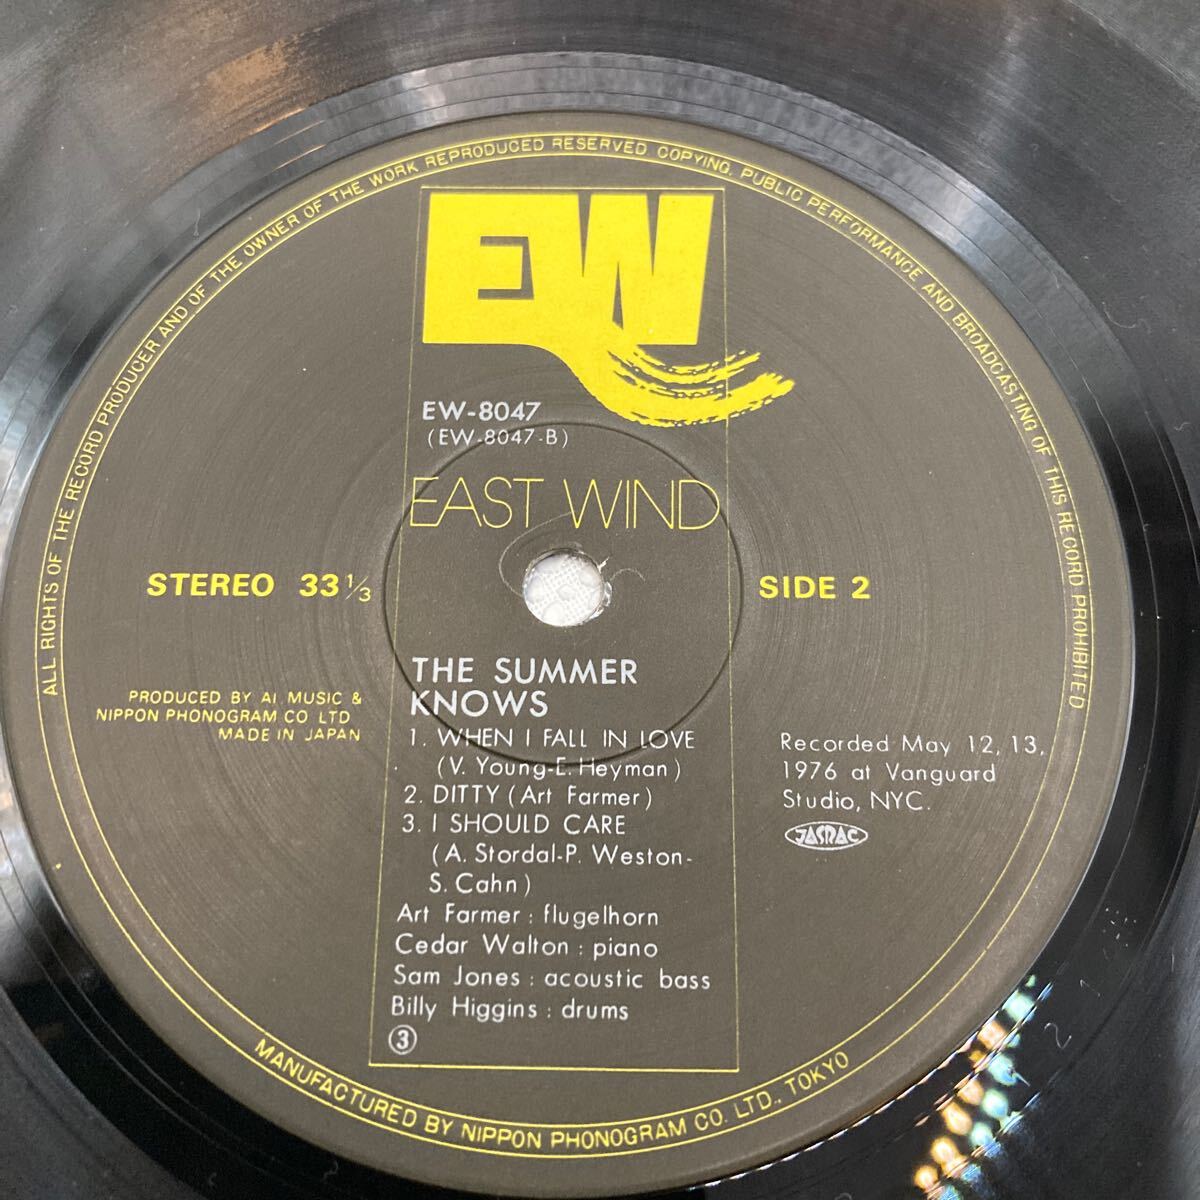 ALL RIGHTS OF THE RECORD PRODUCER AND OF THE OWNER OF THE WORK REPRODUCED RESERVED. COPYING, PUBLIC PERFORMANCE AND BROADCASTING OF THIS RECORD PROHIBITED
EW
EW-8047
(EW-8047-B)
EAST WIND
STEREO 33 1/3
SIDE 2
PRODUCED BY AI MUSIC &
NIPPON PHONOGRAM CO LTD
MADE IN JAPAN
THE SUMMER
KNOWS
1. WHEN I FALL IN LOVE
(V. Young-E. Heyman)
2. DITTY (Art Farmer)
3. I SHOULD CARE
(A. Stordal-P. Weston-
S. Cahn)
Art Farmer : flugelhorn
Cedar Walton : piano
Sam Jones : acoustic bass
Billy Higgins : drums
③
Recorded May 12, 13,
1976 at Vanguard
Studio, NYC.
JASRAC
MANUFACTURED BY NIPPON PHONOGRAM CO. LTD., TOKYO